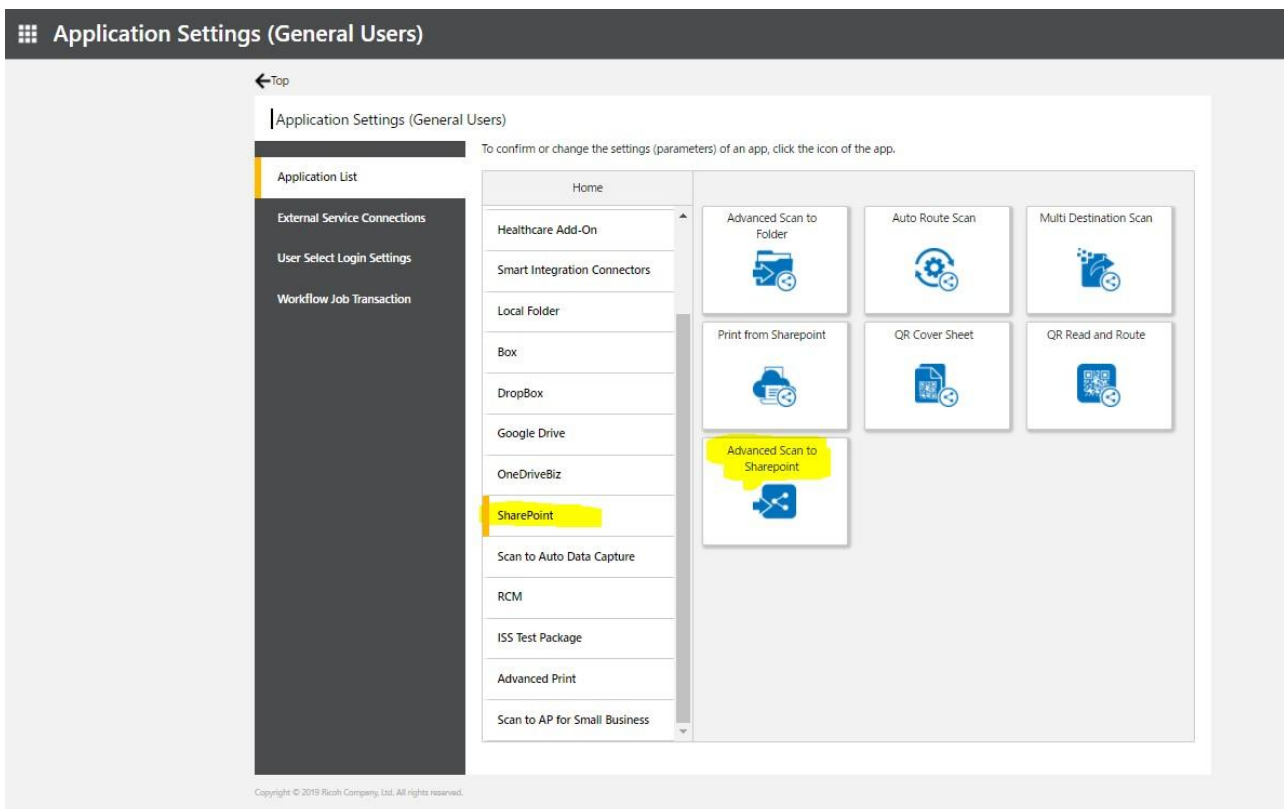 Application Settings (General Users)
Top
Application Settings (General Users)
To confirm or change the settings (parameters) of an app, click the icon of the app.
Application List
External Service Connections
User Select Login Settings
Workflow Job Transaction
Home
Healthcare Add-On
Smart Integration Connectors
Local Folder
Box
DropBox
Google Drive
OneDriveBiz
SharePoint
Scan to Auto Data Capture
RCM
ISS Test Package
Advanced Print
Scan to AP for Small Business
Advanced Scan to
Folder
Auto Route Scan
Multi Destination Scan
Print from Sharepoint
QR Cover Sheet
QR Read and Route
Advanced Scan to
Sharepoint
Copyright © 2019 Ricoh Company, Ltd. All rights reserved.